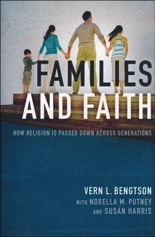 FAMILIES
AND FAITH
HOW RELIGION IS PASSED DOWN ACROSS GENERATIONS
VERN L. BENGTSON
WITH NORELLA M. PUTNEY
AND SUSAN HARRIS